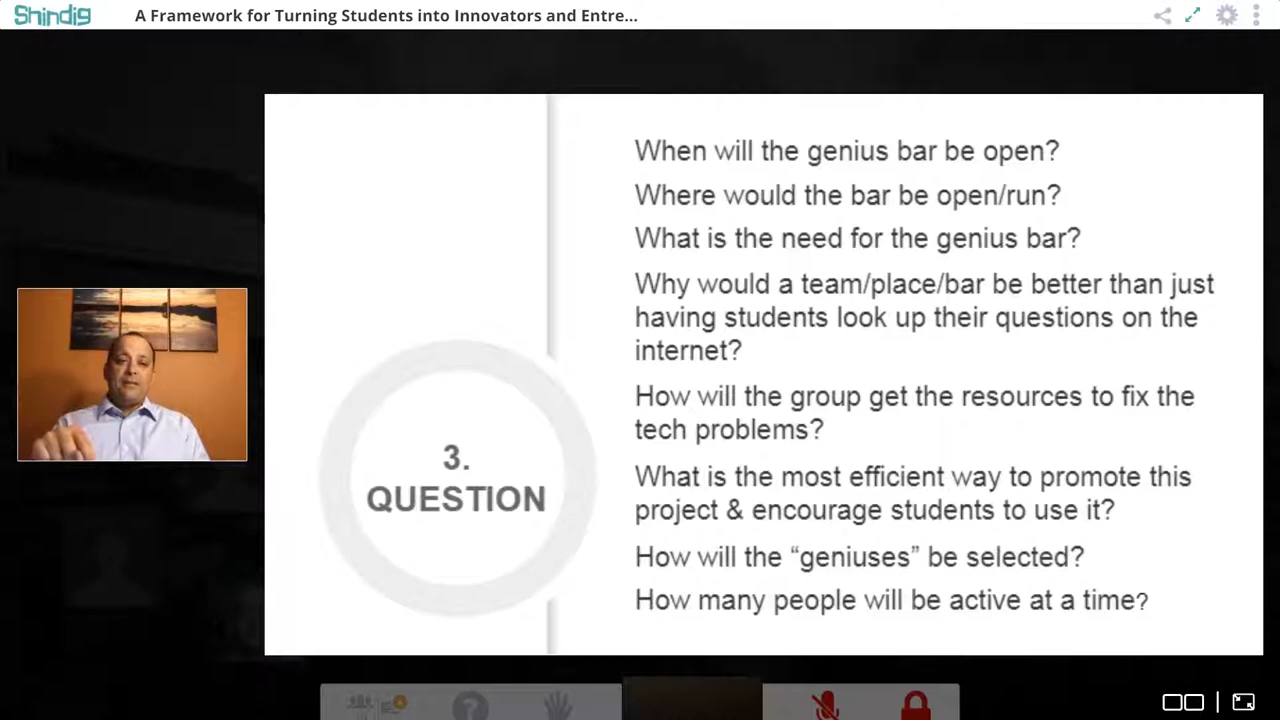 Shindig
A Framework for Turning Students into Innovators and Entre...
When will the genius bar be open?
Where would the bar be open/run?
What is the need for the genius bar?
Why would a team/place/bar be better than just
having students look up their questions on the
internet?
How will the group get the resources to fix the
tech problems?
What is the most efficient way to promote this
project & encourage students to use it?
How will the “geniuses” be selected?
How many people will be active at a time?
3.
QUESTION